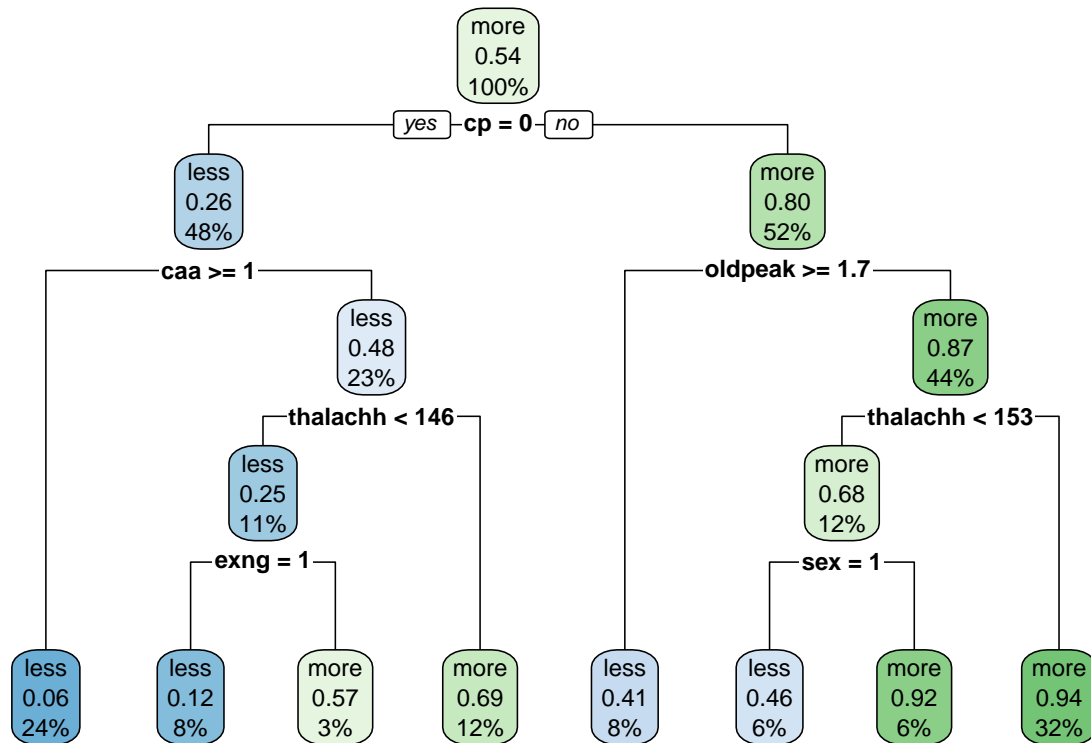 more
0.54
100%
yes cp = 0 no
less
0.26
48%
more
0.80
52%
caa >= 1
oldpeak >= 1.7
less
0.48
23%
more
0.87
44%
thalachh < 146
thalachh < 153
less
0.25
11%
more
0.68
12%
exng = 1
sex = 1
less
0.06
24%
less
0.12
8%
more
0.57
3%
more
0.69
12%
less
0.41
8%
less
0.46
6%
more
0.92
6%
more
0.94
32%